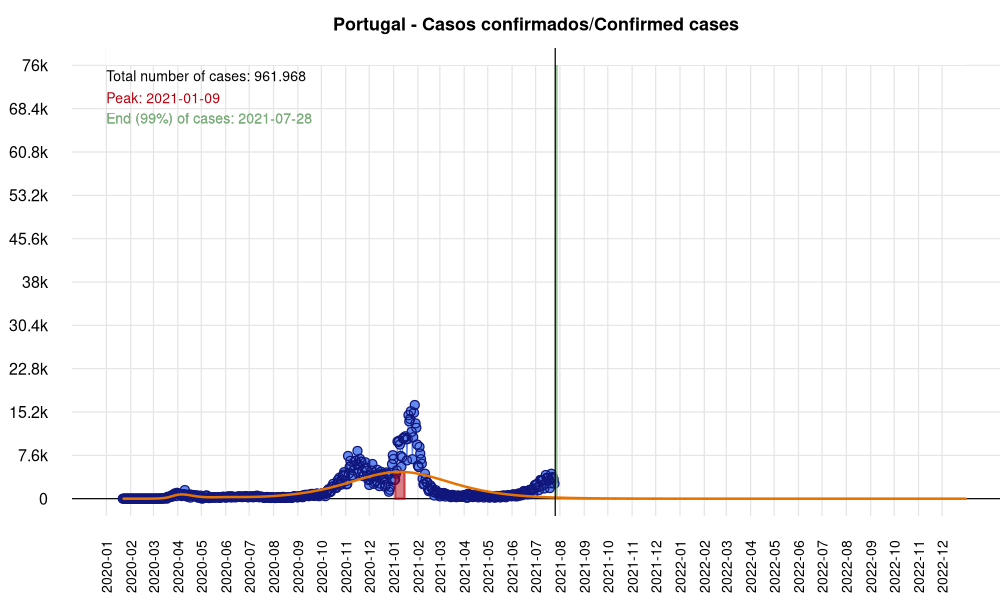 Portugal - Casos confirmados/Confirmed cases
76k
Total number of cases: 961.968
Peak: 2021-01-09
68.4k
End (99%) of cases: 2021-07-28
60.8k
53.2k
45.6k
38k
30.4k
22.8k
15.2k
7.6k
0
2020-01
2020-02
2020-03
2020-04
2020-05
2020-06
2020-07
2020-08
2020-09
2020-10
2020-11
2020-12
2021-01
2021-02
2021-03
2021-04
2021-05
2021-06
2021-07
2021-08
2021-09
2021-10
2021-11
2021-12
2022-01
2022-02
2022-03
2022-04
2022-05
2022-06
2022-07
2022-08
2022-09
2022-10
2022-11
2022-12